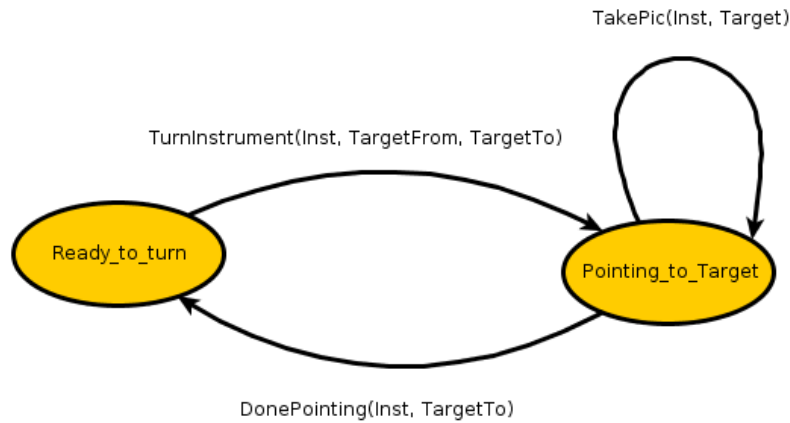 TakePic(Inst, Target)
TurnInstrument(Inst, TargetFrom, TargetTo)
Ready_to_turn
Pointing_to_Target
DonePointing(Inst, TargetTo)